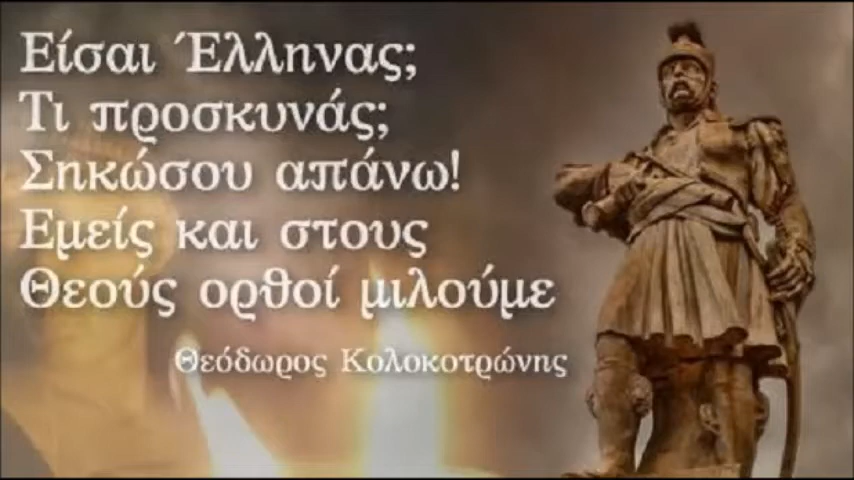 Είσαι Έλληνας;
Τι προσκυνάς;
Σηκώσου απάνω!
Εμείς και στους
Θεούς ορθοί μιλούμε
Θεόδωρος Κολοκοτρώνης